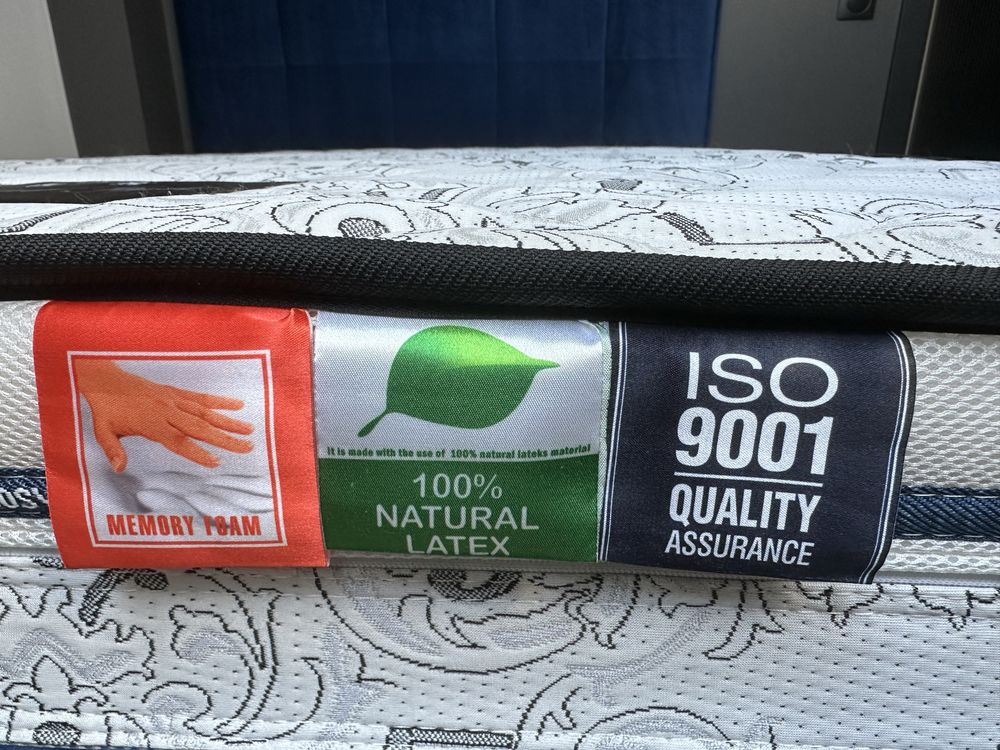 MEMORY FOAM
It is made with the use of 100% natural lateks material
100%
NATURAL
LATEX
ISO
9001
QUALITY
ASSURANCE